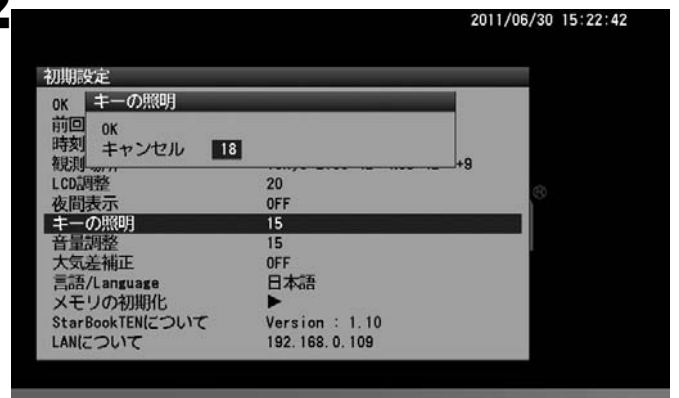 2011/06/30 15:22:42
初期設定
OK
キーの照明
前回
OK
時刻
キャンセル 18
+9
LCD調整 20
夜間表示 OFF
キーの照明 15
音量調整 15
大気差補正 OFF
言語/Language 日本語
メモリの初期化 ▶
StarBookTENについて Version : 1.10
LANについて 192.168.0.109
®